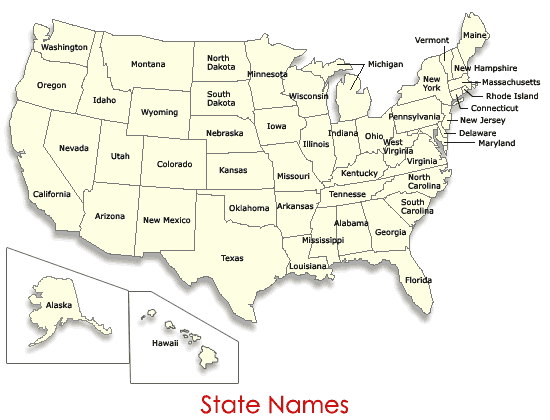 Washington
Oregon
California
Nevada
Idaho
Montana
Wyoming
Utah
Colorado
Arizona
New Mexico
North
Dakota
South
Dakota
Nebraska
Kansas
Oklahoma
Texas
Minnesota
Iowa
Missouri
Arkansas
Louisiana
Wisconsin
Illinois
Michigan
Indiana
Ohio
Kentucky
Tennessee
Mississippi
Alabama
Georgia
Florida
South
Carolina
North
Carolina
Virginia
West
Virginia
Pennsylvania
New
York
Vermont
Maine
New Hampshire
Massachusetts
Rhode Island
Connecticut
New Jersey
Delaware
Maryland
Alaska
Hawaii
State Names